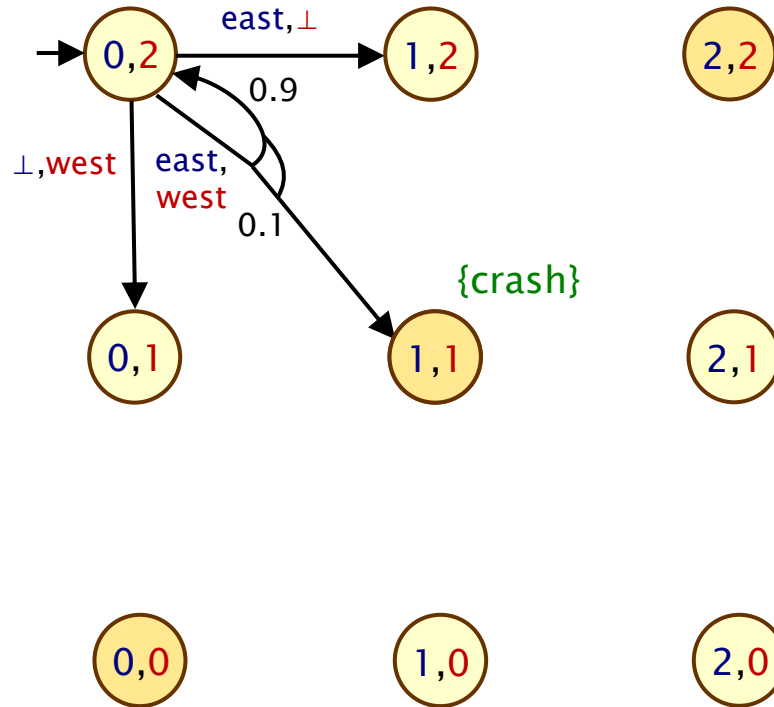 east,⊥
0,2
1,2
2,2
0.9
⊥,west
east,
west
0.1
{crash}
0,1
1,1
2,1
0,0
1,0
2,0